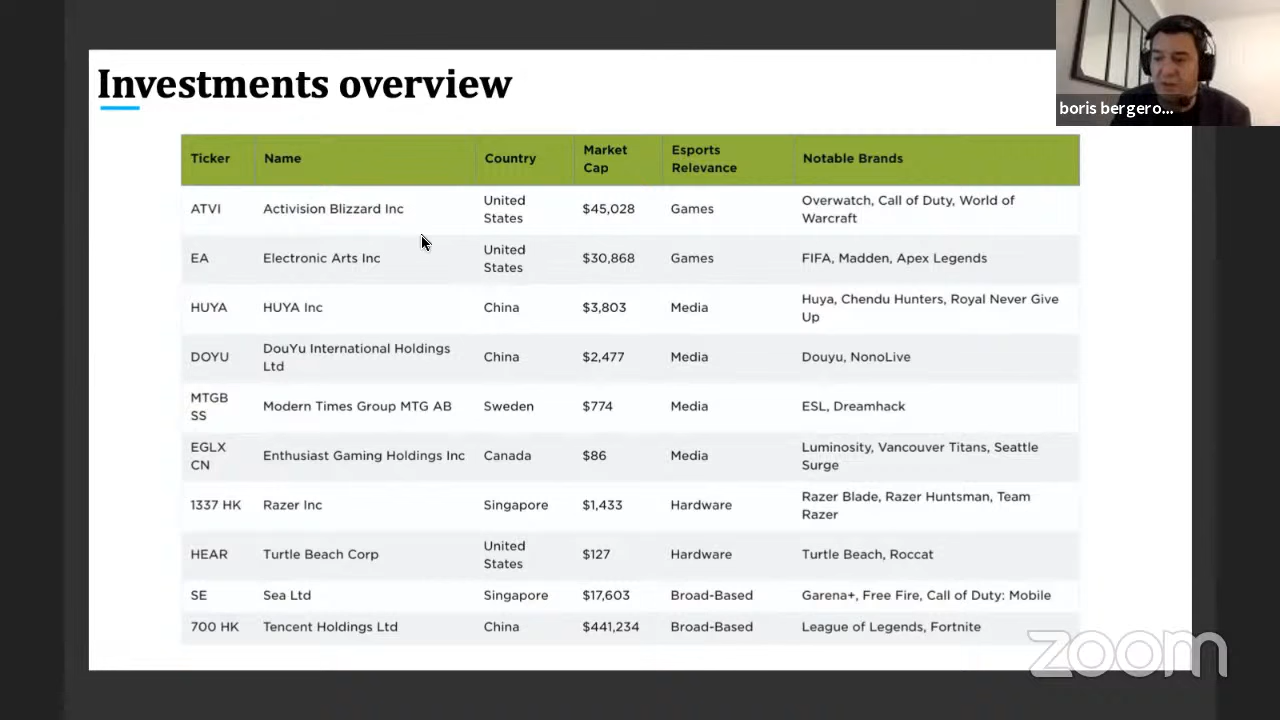 Investments overview
boris bergero...
Ticker Name Country Market Cap Esports Relevance Notable Brands
ATVI Activision Blizzard Inc United States $45,028 Games Overwatch, Call of Duty, World of Warcraft
EA Electronic Arts Inc United States $30,868 Games FIFA, Madden, Apex Legends
HUYA HUYA Inc China $3,803 Media Huya, Chendu Hunters, Royal Never Give Up
DOYU DouYu International Holdings Ltd China $2,477 Media Douyu, NonoLive
MTGB SS Modern Times Group MTG AB Sweden $774 Media ESL, Dreamhack
EGLX CN Enthusiast Gaming Holdings Inc Canada $86 Media Luminosity, Vancouver Titans, Seattle Surge
1337 HK Razer Inc Singapore $1,433 Hardware Razer Blade, Razer Huntsman, Team Razer
HEAR Turtle Beach Corp United States $127 Hardware Turtle Beach, Roccat
SE Sea Ltd Singapore $17,603 Broad-Based Garena+, Free Fire, Call of Duty: Mobile
700 HK Tencent Holdings Ltd China $441,234 Broad-Based League of Legends, Fortnite
zoom